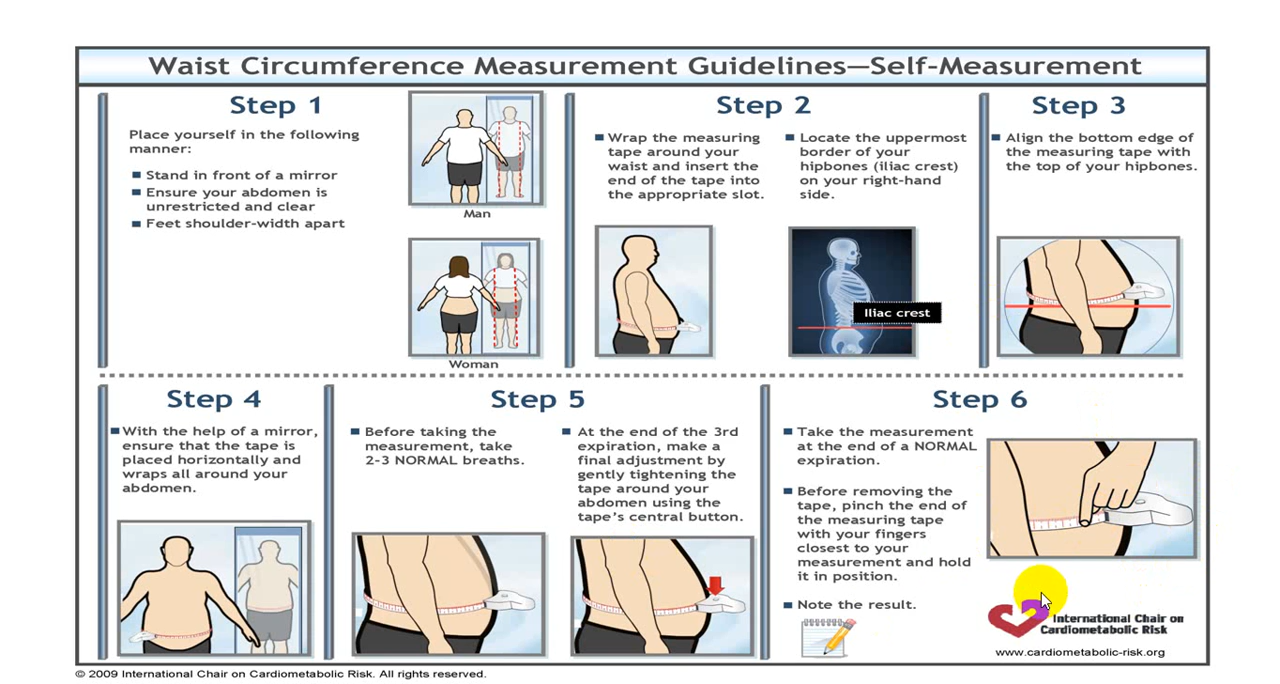 Waist Circumference Measurement Guidelines—Self-Measurement
Step 1
Place yourself in the following
manner:
Stand in front of a mirror
Ensure your abdomen is
unrestricted and clear
Feet shoulder-width apart
Man
Woman
Step 2
Wrap the measuring
tape around your
waist and insert the
end of the tape into
the appropriate slot.
Locate the uppermost
border of your
hipbones (iliac crest)
on your right-hand
side.
Iliac crest
Step 3
Align the bottom edge of
the measuring tape with
the top of your hipbones.
Step 4
With the help of a mirror,
ensure that the tape is
placed horizontally and
wraps all around your
abdomen.
Step 5
Before taking the
measurement, take
2-3 NORMAL breaths.
At the end of the 3rd
expiration, make a
final adjustment by
gently tightening the
tape around your
abdomen using the
tape's central button.
Step 6
Take the measurement
at the end of a NORMAL
expiration.
Before removing the
tape, pinch the end of
the measuring tape
with your fingers
closest to your
measurement and hold
it in position.
Note the result.
International Chair on
Cardiometabolic Risk
www.cardiometabolic-risk.org
© 2009 International Chair on Cardiometabolic Risk. All rights reserved.